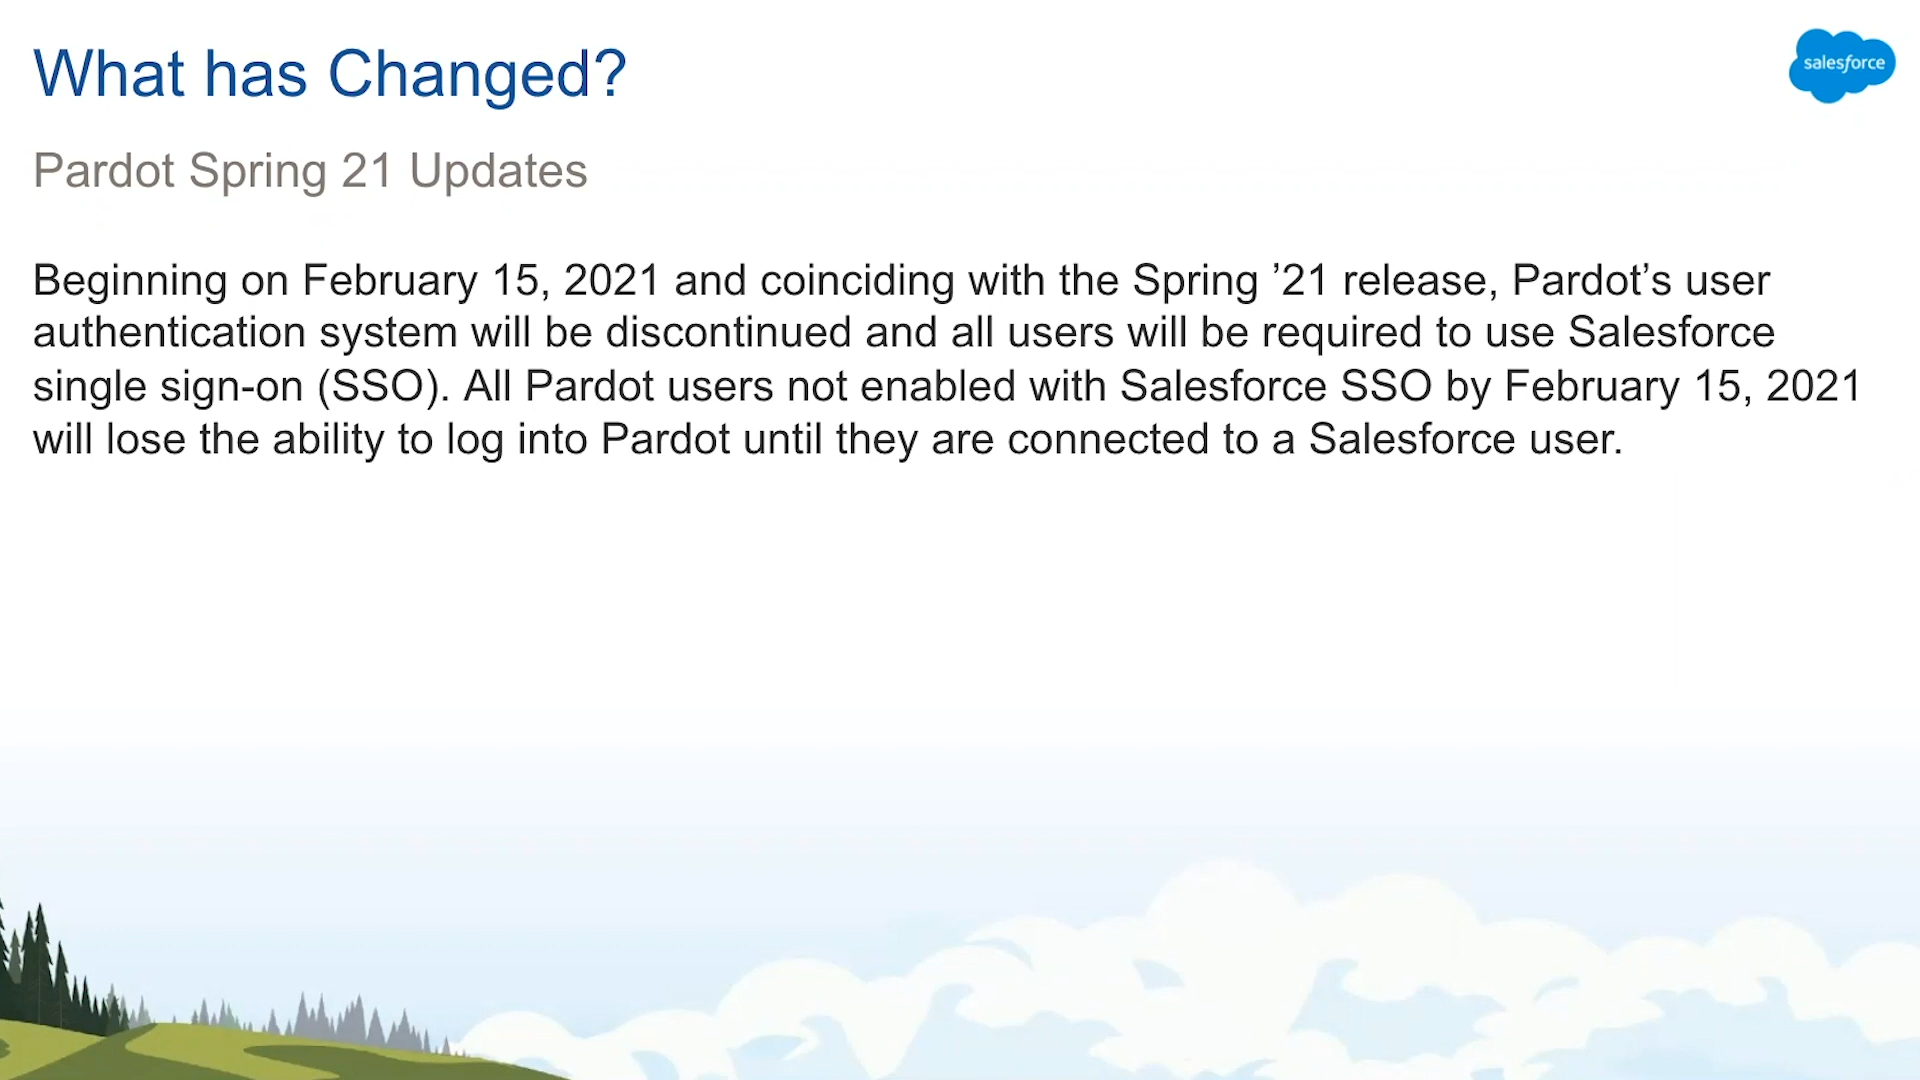 What has Changed?
salesforce
Pardot Spring 21 Updates
Beginning on February 15, 2021 and coinciding with the Spring ’21 release, Pardot’s user
authentication system will be discontinued and all users will be required to use Salesforce
single sign-on (SSO). All Pardot users not enabled with Salesforce SSO by February 15, 2021
will lose the ability to log into Pardot until they are connected to a Salesforce user.